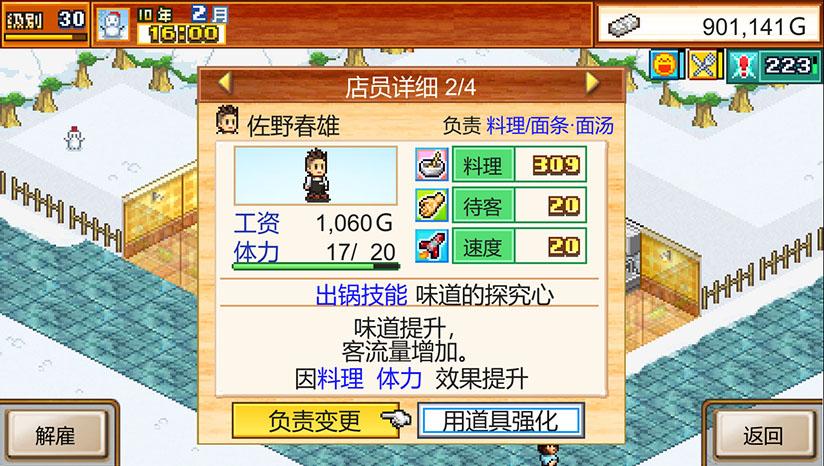 级别 30
10年 2月
16:00
901,141G
223
店员详细 2/4
佐野春雄 负责 料理/面条·面汤
料理 309
待客 20
速度 20
工资 1,060G
体力 17/ 20
出锅技能 味道的探究心
味道提升，
客流量增加。
因料理 体力 效果提升
负责变更 用道具强化
解雇 返回